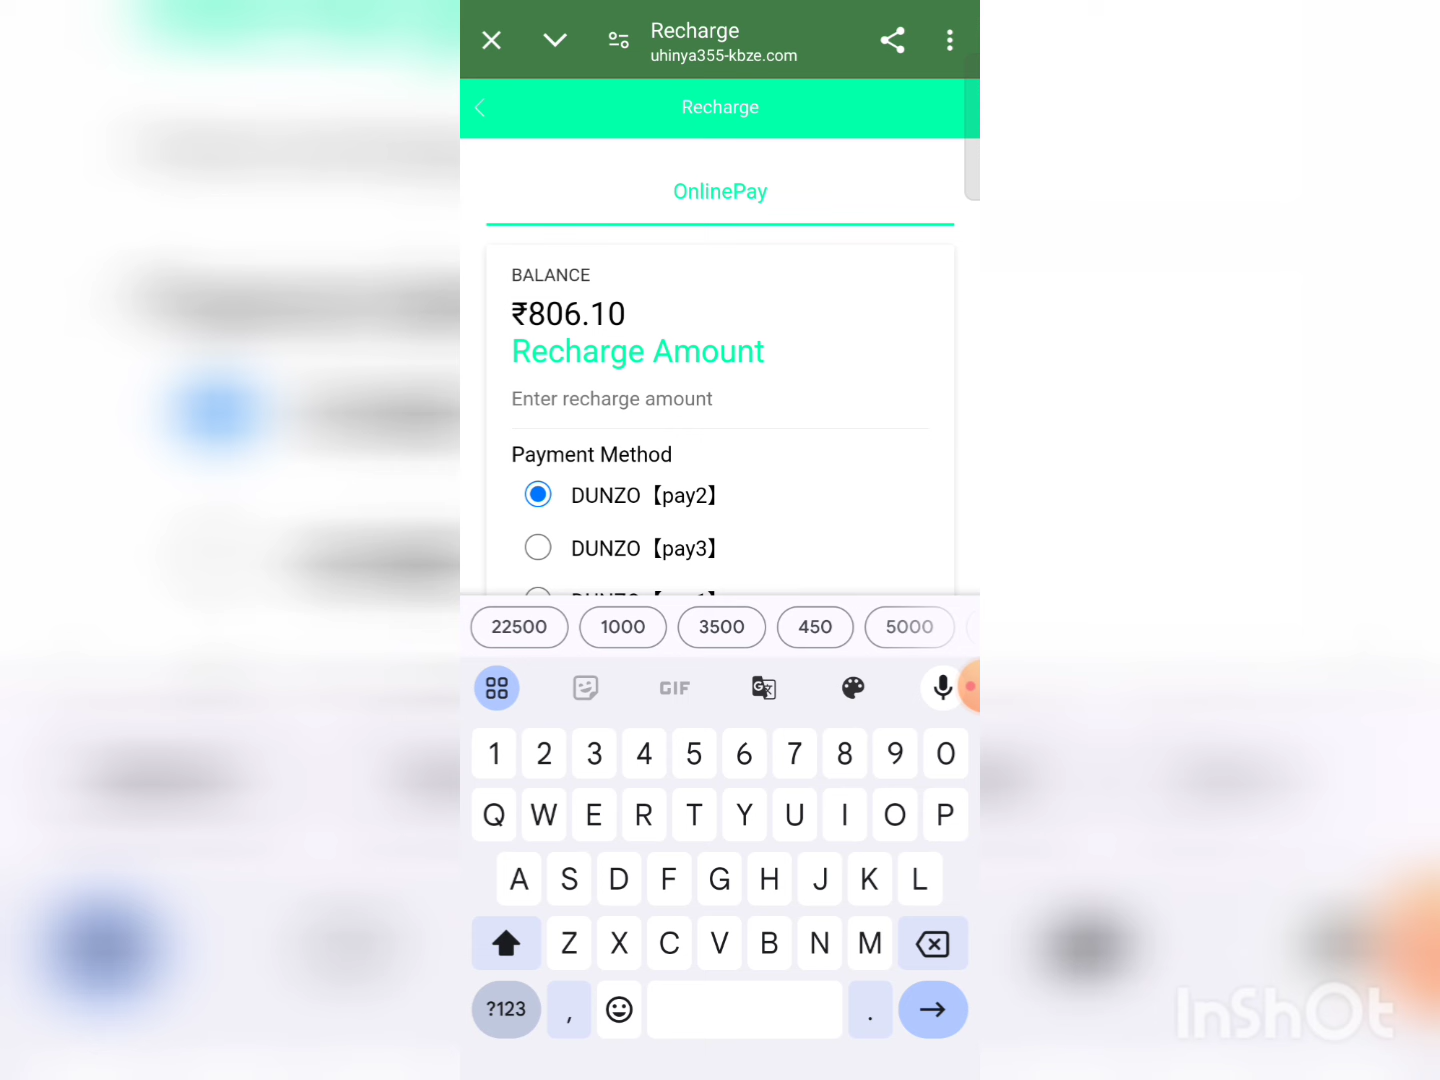 Recharge
uhinya355-kbze.com
Recharge
OnlinePay
BALANCE
₹806.10
Recharge Amount
Enter recharge amount
Payment Method
DUNZO【pay2】
DUNZO【pay3】
22500 1000 3500 450 5000
GIF
1 2 3 4 5 6 7 8 9 0
Q W E R T Y U I O P
A S D F G H J K L
Z X C V B N M
?123 , .
InShOt